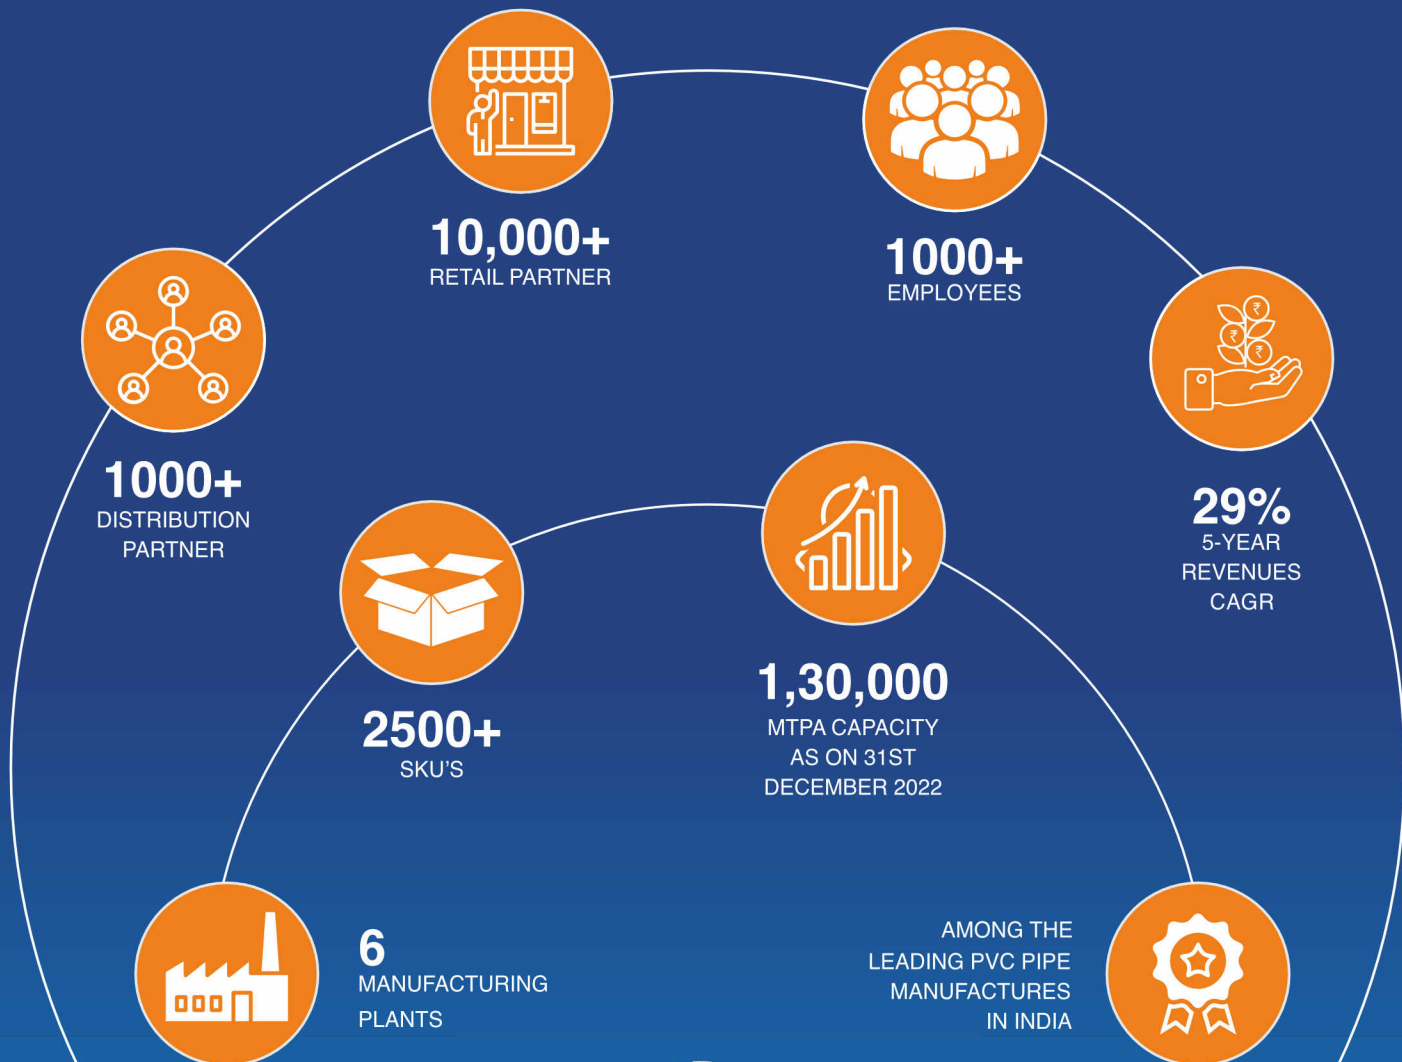 10,000+
RETAIL PARTNER
1000+
EMPLOYEES
1000+
DISTRIBUTION
PARTNER
29%
5-YEAR
REVENUES
CAGR
2500+
SKU'S
1,30,000
MTPA CAPACITY
AS ON 31ST
DECEMBER 2022
6
MANUFACTURING
PLANTS
AMONG THE
LEADING PVC PIPE
MANUFACTURES
IN INDIA